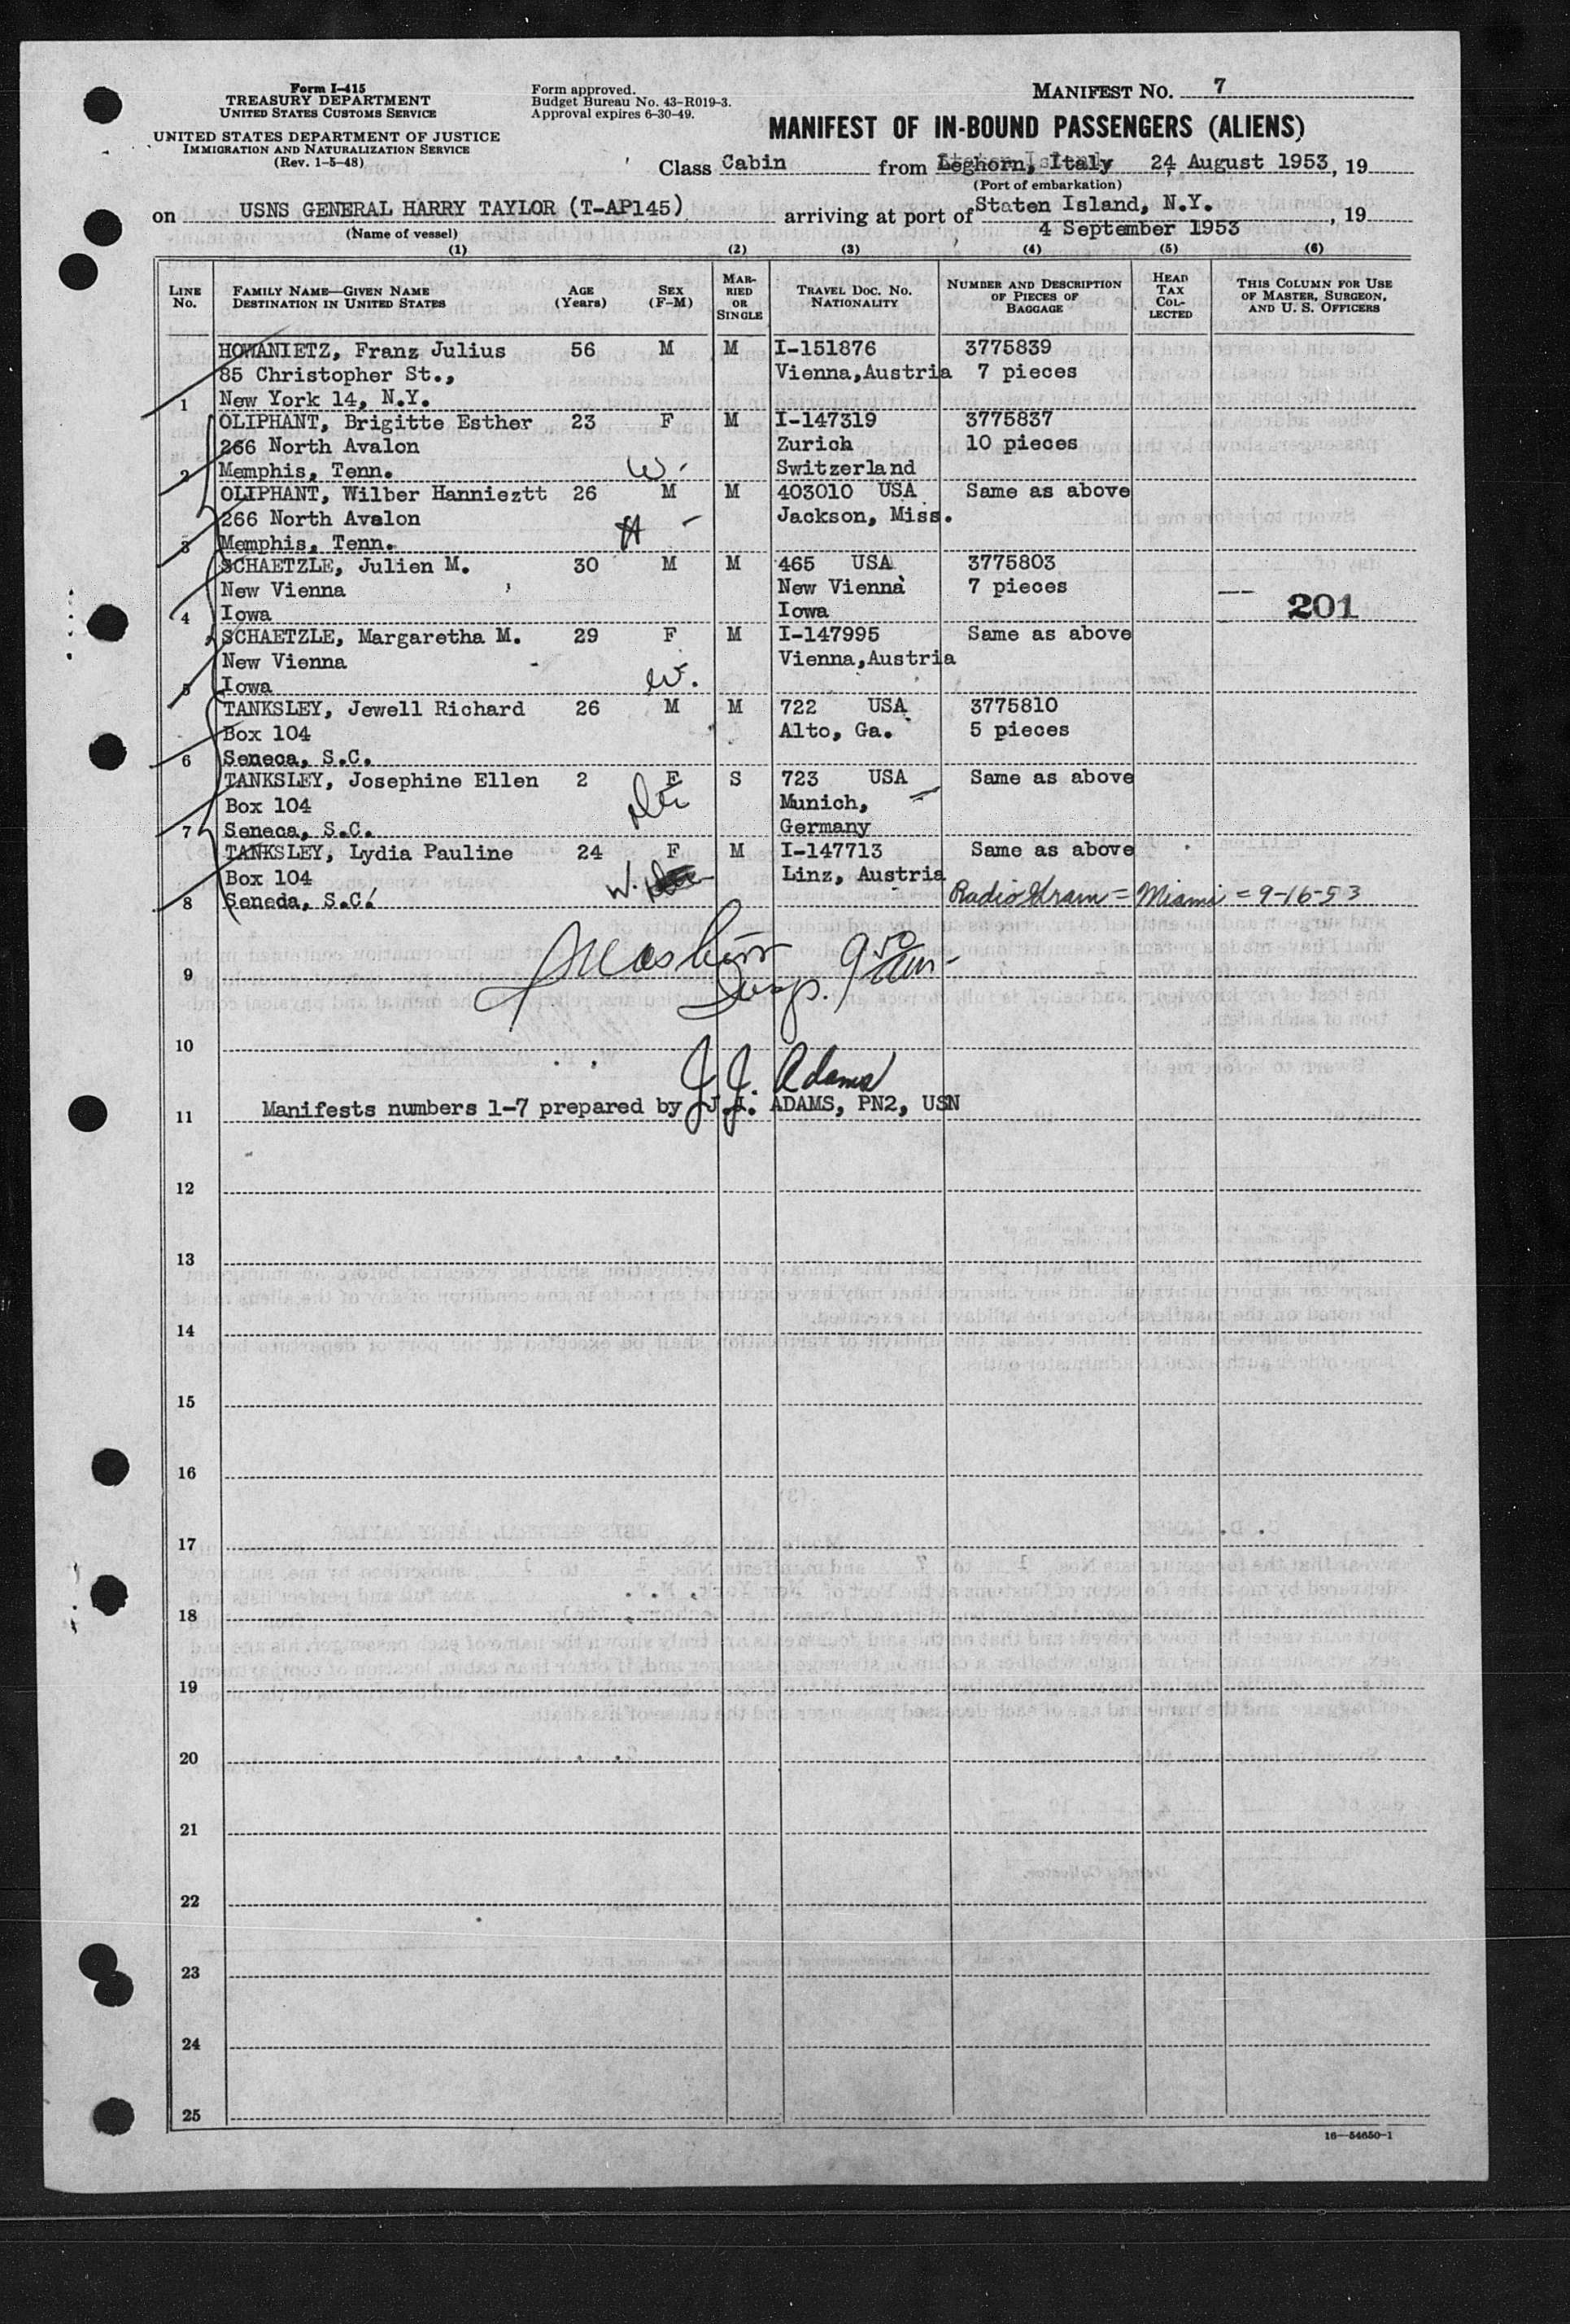 Form I-415
TREASURY DEPARTMENT
UNITED STATES CUSTOMS SERVICE
UNITED STATES DEPARTMENT OF JUSTICE
IMMIGRATION AND NATURALIZATION SERVICE
(Rev. 1-5-48)
Form approved.
Budget Bureau No. 43-R019-3.
Approval expires 6-30-49.
MANIFEST NO. 7
MANIFEST OF IN-BOUND PASSENGERS (ALIENS)
Class Cabin from Leghorn, Italy 24 August 1953, 19
(Port of embarkation)
on USNS GENERAL HARRY TAYLOR (T-AP145) arriving at port of Staten Island, N.Y., 19
(Name of vessel) 4 September 1953
(1) (2) (3) (4) (5) (6)
LINE No. FAMILY NAME—GIVEN NAME DESTINATION IN UNITED STATES AGE (Years) SEX (F-M) MARRIED OR SINGLE TRAVEL DOC. NO. NATIONALITY NUMBER AND DESCRIPTION OF PIECES OF BAGGAGE HEAD TAX COLLECTED THIS COLUMN FOR USE OF MASTER, SURGEON, AND U. S. OFFICERS
HOWANIETZ, Franz Julius 56 M M I-151876 3775839
85 Christopher St., Vienna,Austria 7 pieces
1 New York 14, N.Y.
OLIPHANT, Brigitte Esther 23 F M I-147319 3775837
266 North Avalon Zurich 10 pieces
2 Memphis, Tenn. W. Switzerland
OLIPHANT, Wilber Hannieztt 26 M M 403010 USA Same as above
266 North Avalon H - Jackson, Miss.
3 Memphis, Tenn.
SCHAETZLE, Julien M. 30 M M 465 USA 3775803
New Vienna New Vienna 7 pieces
4 Iowa Iowa 201
SCHAETZLE, Margaretha M. 29 F M I-147995 Same as above
New Vienna Vienna,Austria
5 Iowa W.
TANKSLEY, Jewell Richard 26 M M 722 USA 3775810
Box 104 Alto, Ga. 5 pieces
6 Seneca, S.C.
TANKSLEY, Josephine Ellen 2 F S 723 USA Same as above
Box 104 Munich,
7 Seneca, S.C. Germany
TANKSLEY, Lydia Pauline 24 F M I-147713 Same as above
Box 104 W. Linz, Austria
8 Seneda, S.C. Radiogram = Miami = 9-16-53
9 Insp. 9 50 am-
10
J. J. Adams
11 Manifests numbers 1-7 prepared by J.J. ADAMS, PN2, USN
12
13
14
15
16
17
18
19
20
21
22
23
24
25
16—54650-1